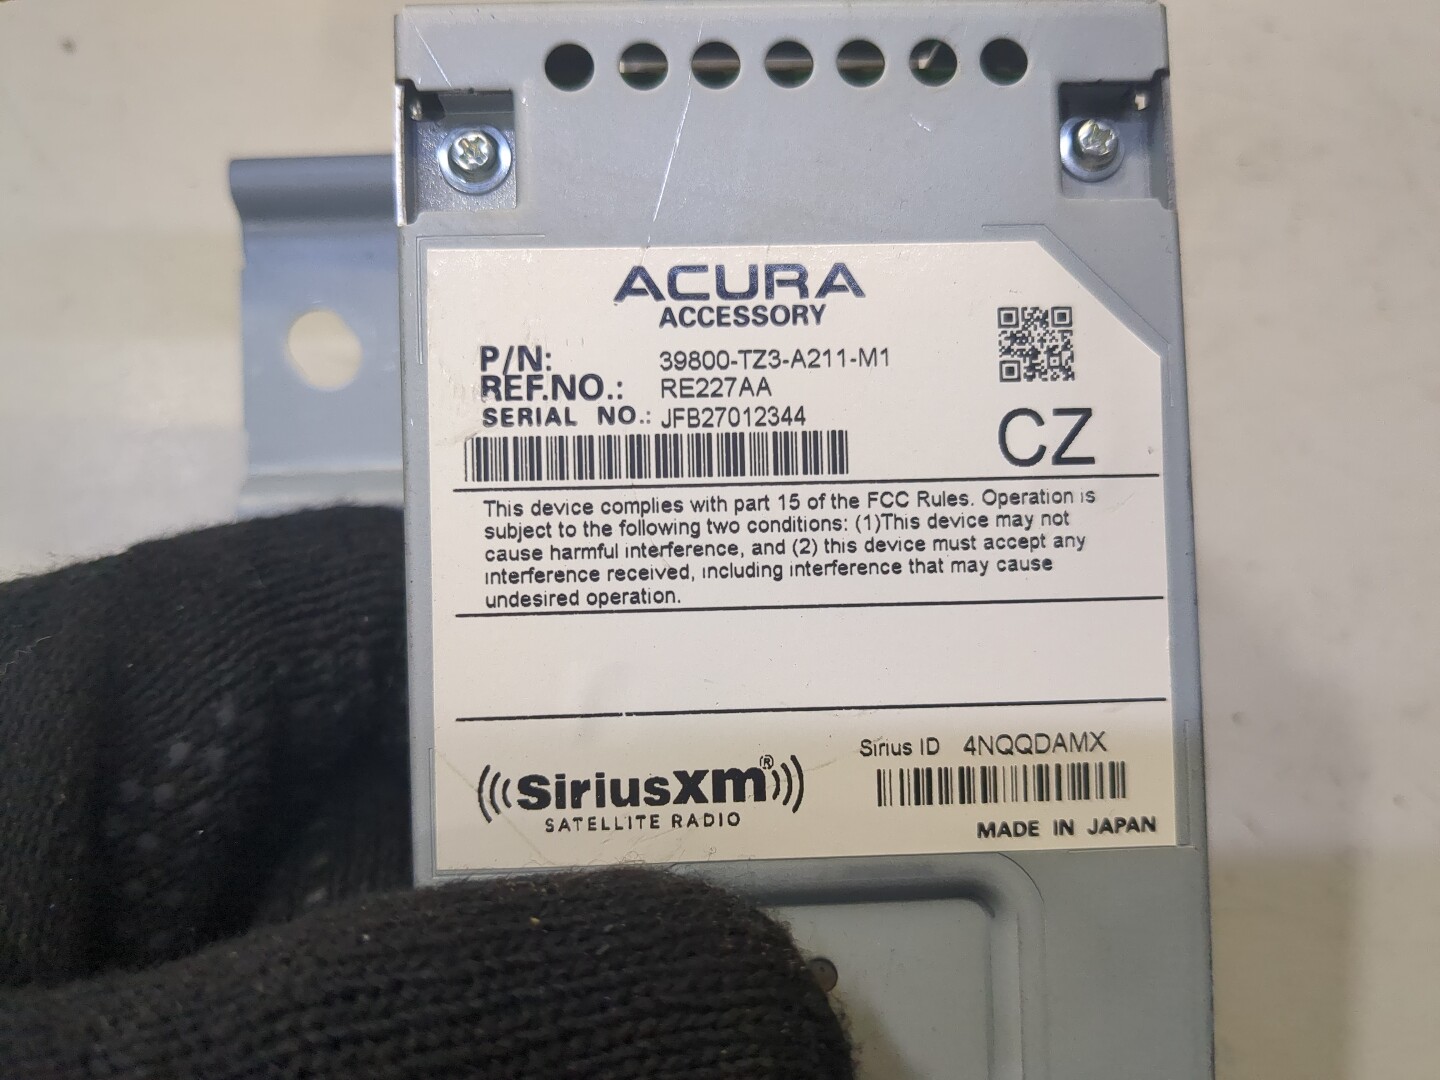 ACURA
ACCESSORY
P/N: 39800-TZ3-A211-M1
REF.NO.: RE227AA
SERIAL NO.: JFB27012344
CZ
This device complies with part 15 of the FCC Rules. Operation is
subject to the following two conditions: (1)This device may not
cause harmful interference, and (2) this device must accept any
interference received, including interference that may cause
undesired operation.
Sirius ID 4NQQDAMX
(((SiriusXm®)))
SATELLITE RADIO
MADE IN JAPAN